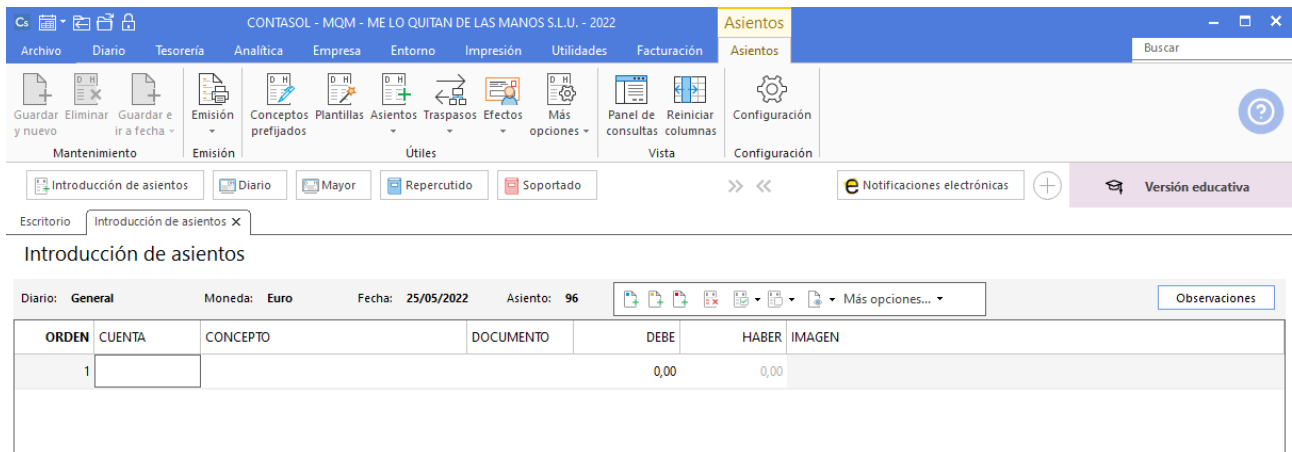 Cs CONTASOL - MQM - ME LO QUITAN DE LAS MANOS S.L.U. - 2022 Asientos
Archivo Diario Tesorería Analítica Empresa Entorno Impresión Utilidades Facturación Asientos Buscar
D H D H D H D H D H
Guardar Eliminar Guardar e Emisión Conceptos Plantillas Asientos Traspasos Efectos Más Panel de Reiniciar Configuración
y nuevo ir a fecha prefijados opciones consultas columnas
Mantenimiento Emisión Útiles Vista Configuración
Introducción de asientos Diario Mayor Repercutido Soportado Notificaciones electrónicas Versión educativa
Escritorio Introducción de asientos X
Introducción de asientos
Diario: General Moneda: Euro Fecha: 25/05/2022 Asiento: 96 Más opciones... Observaciones
ORDEN CUENTA CONCEPTO DOCUMENTO DEBE HABER IMAGEN
1 0,00 0,00